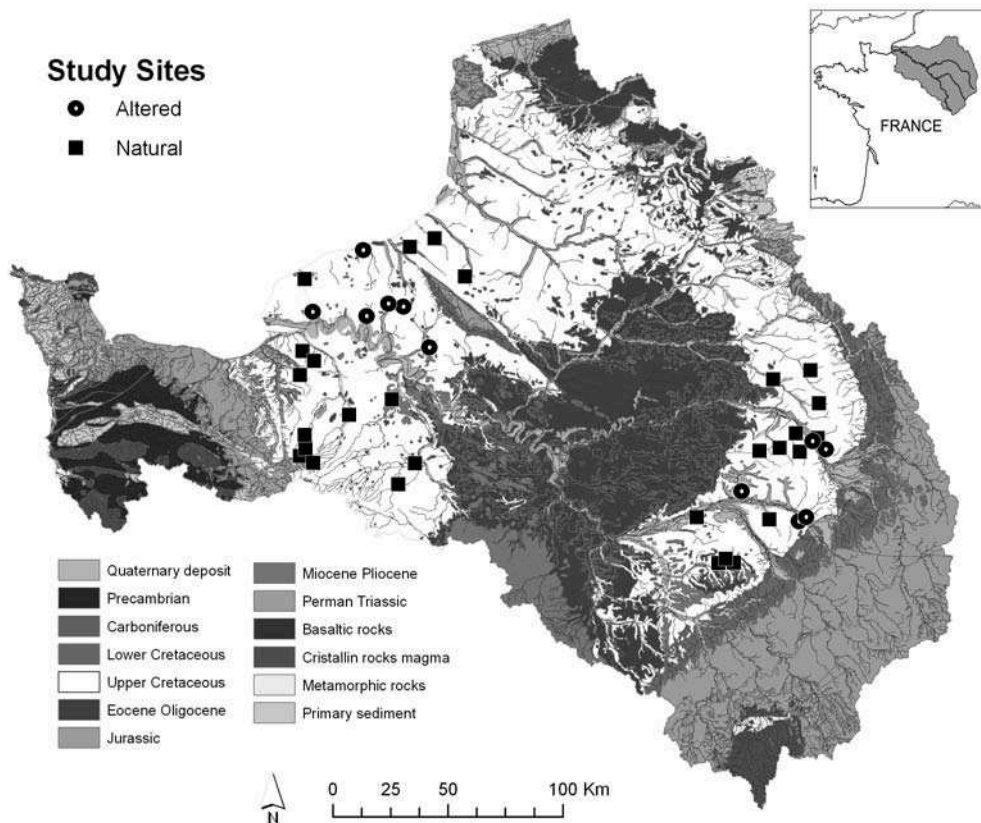 Study Sites
Altered
Natural
N
FRANCE
Quaternary deposit
Precambrian
Carboniferous
Lower Cretaceous
Upper Cretaceous
Eocene Oligocene
Jurassic
Miocene Pliocene
Perman Triassic
Basaltic rocks
Cristallin rocks magma
Metamorphic rocks
Primary sediment
N
0 25 50 100 Km